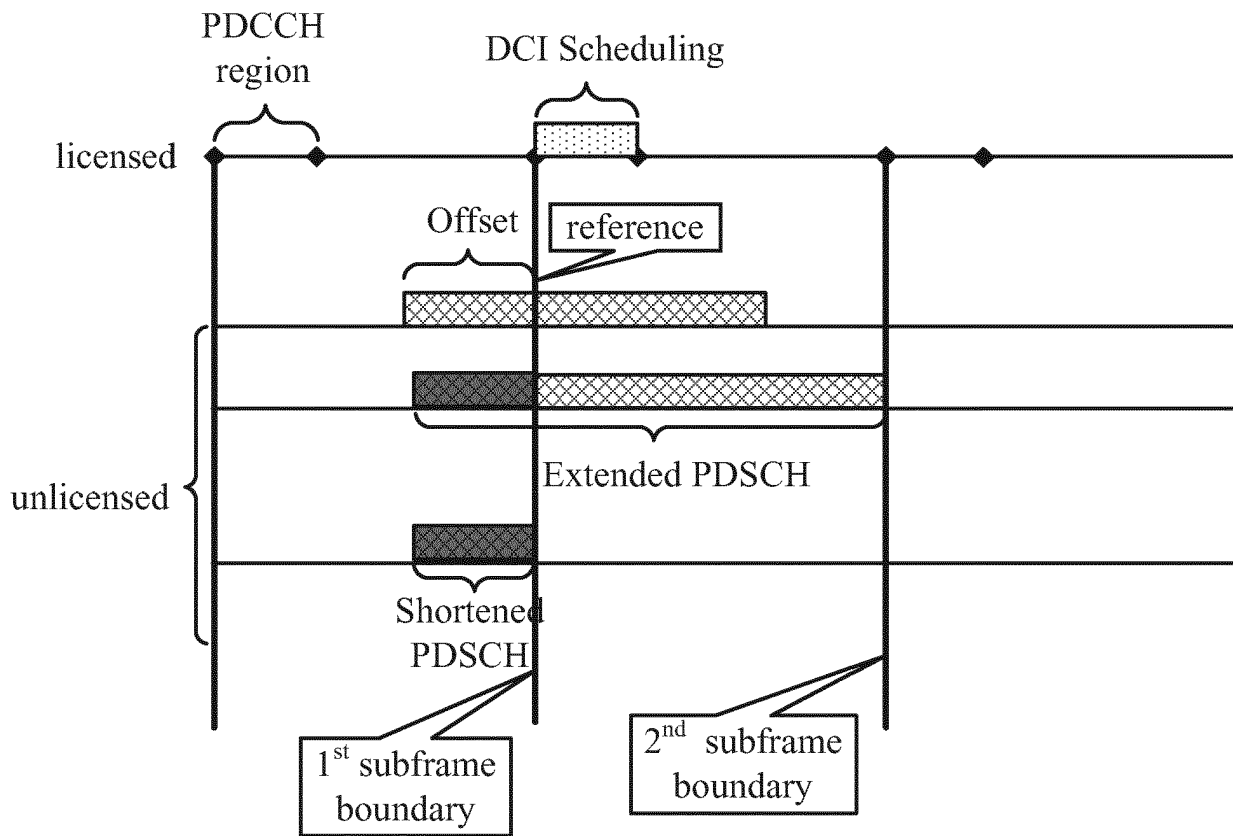 PDCCH
region
DCI Scheduling
licensed
Offset
reference
Extended PDSCH
unlicensed
Shortened
PDSCH
1st subframe
boundary
2nd subframe
boundary